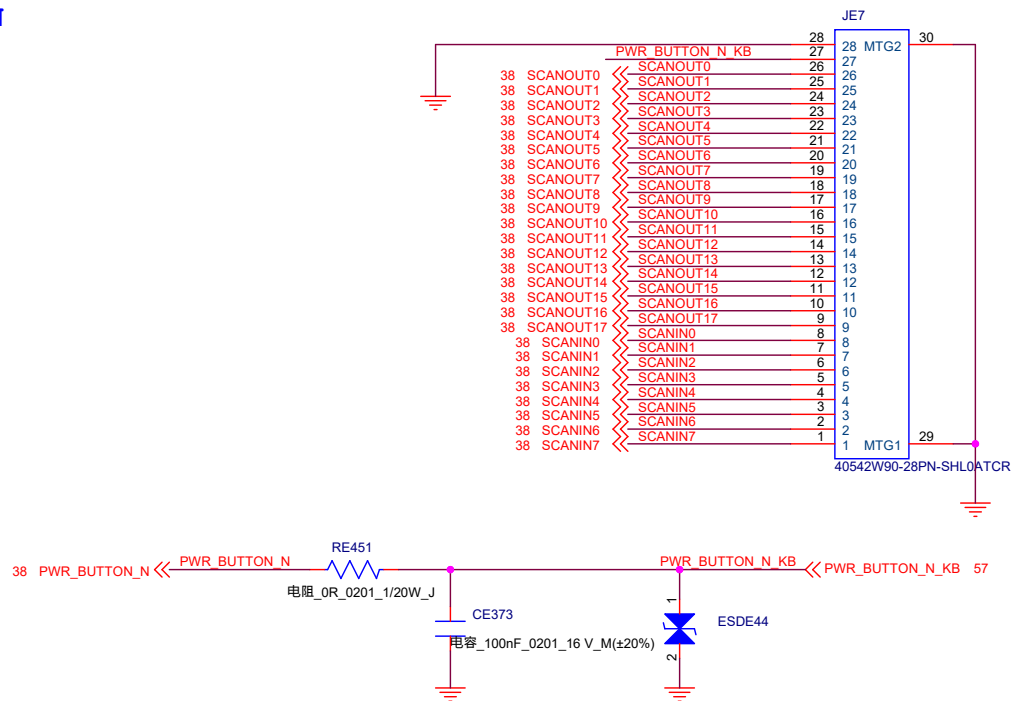 JE7
28 28 MTG2 30
PWR_BUTTON_N_KB 27 27
38 SCANOUT0 SCANOUT0 26 26
38 SCANOUT1 SCANOUT1 25 25
38 SCANOUT2 SCANOUT2 24 24
38 SCANOUT3 SCANOUT3 23 23
38 SCANOUT4 SCANOUT4 22 22
38 SCANOUT5 SCANOUT5 21 21
38 SCANOUT6 SCANOUT6 20 20
38 SCANOUT7 SCANOUT7 19 19
38 SCANOUT8 SCANOUT8 18 18
38 SCANOUT9 SCANOUT9 17 17
38 SCANOUT10 SCANOUT10 16 16
38 SCANOUT11 SCANOUT11 15 15
38 SCANOUT12 SCANOUT12 14 14
38 SCANOUT13 SCANOUT13 13 13
38 SCANOUT14 SCANOUT14 12 12
38 SCANOUT15 SCANOUT15 11 11
38 SCANOUT16 SCANOUT16 10 10
38 SCANOUT17 SCANOUT17 9 9
38 SCANIN0 SCANIN0 8 8
38 SCANIN1 SCANIN1 7 7
38 SCANIN2 SCANIN2 6 6
38 SCANIN3 SCANIN3 5 5
38 SCANIN4 SCANIN4 4 4
38 SCANIN5 SCANIN5 3 3
38 SCANIN6 SCANIN6 2 2
38 SCANIN7 SCANIN7 1 1 MTG1 29
40542W90-28PN-SHL0ATCR
RE451
38 PWR_BUTTON_N PWR_BUTTON_N PWR_BUTTON_N_KB PWR_BUTTON_N_KB 57
电阻_0R_0201_1/20W_J
1
CE373
ESDE44
电容_100nF_0201_16 V_M(±20%)
2